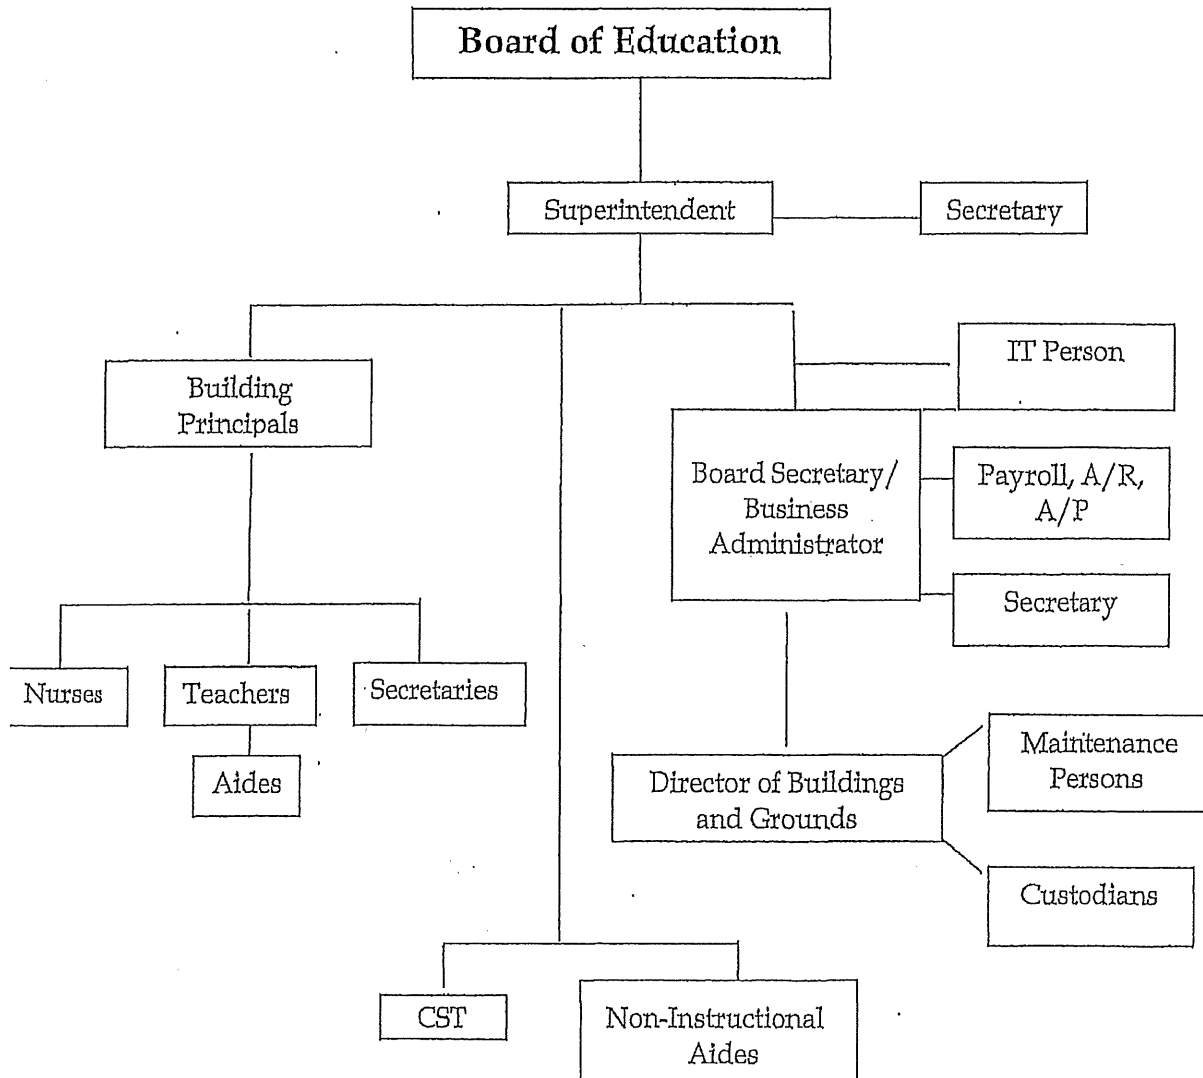 Board of Education
Superintendent
Secretary
IT Person
Building
Principals
Board Secretary/
Business
Administrator
Payroll, A/R,
A/P
Secretary
Nurses
Teachers
Secretaries
Aides
Director of Buildings
and Grounds
Maintenance
Persons
Custodians
CST
Non-Instructional
Aides